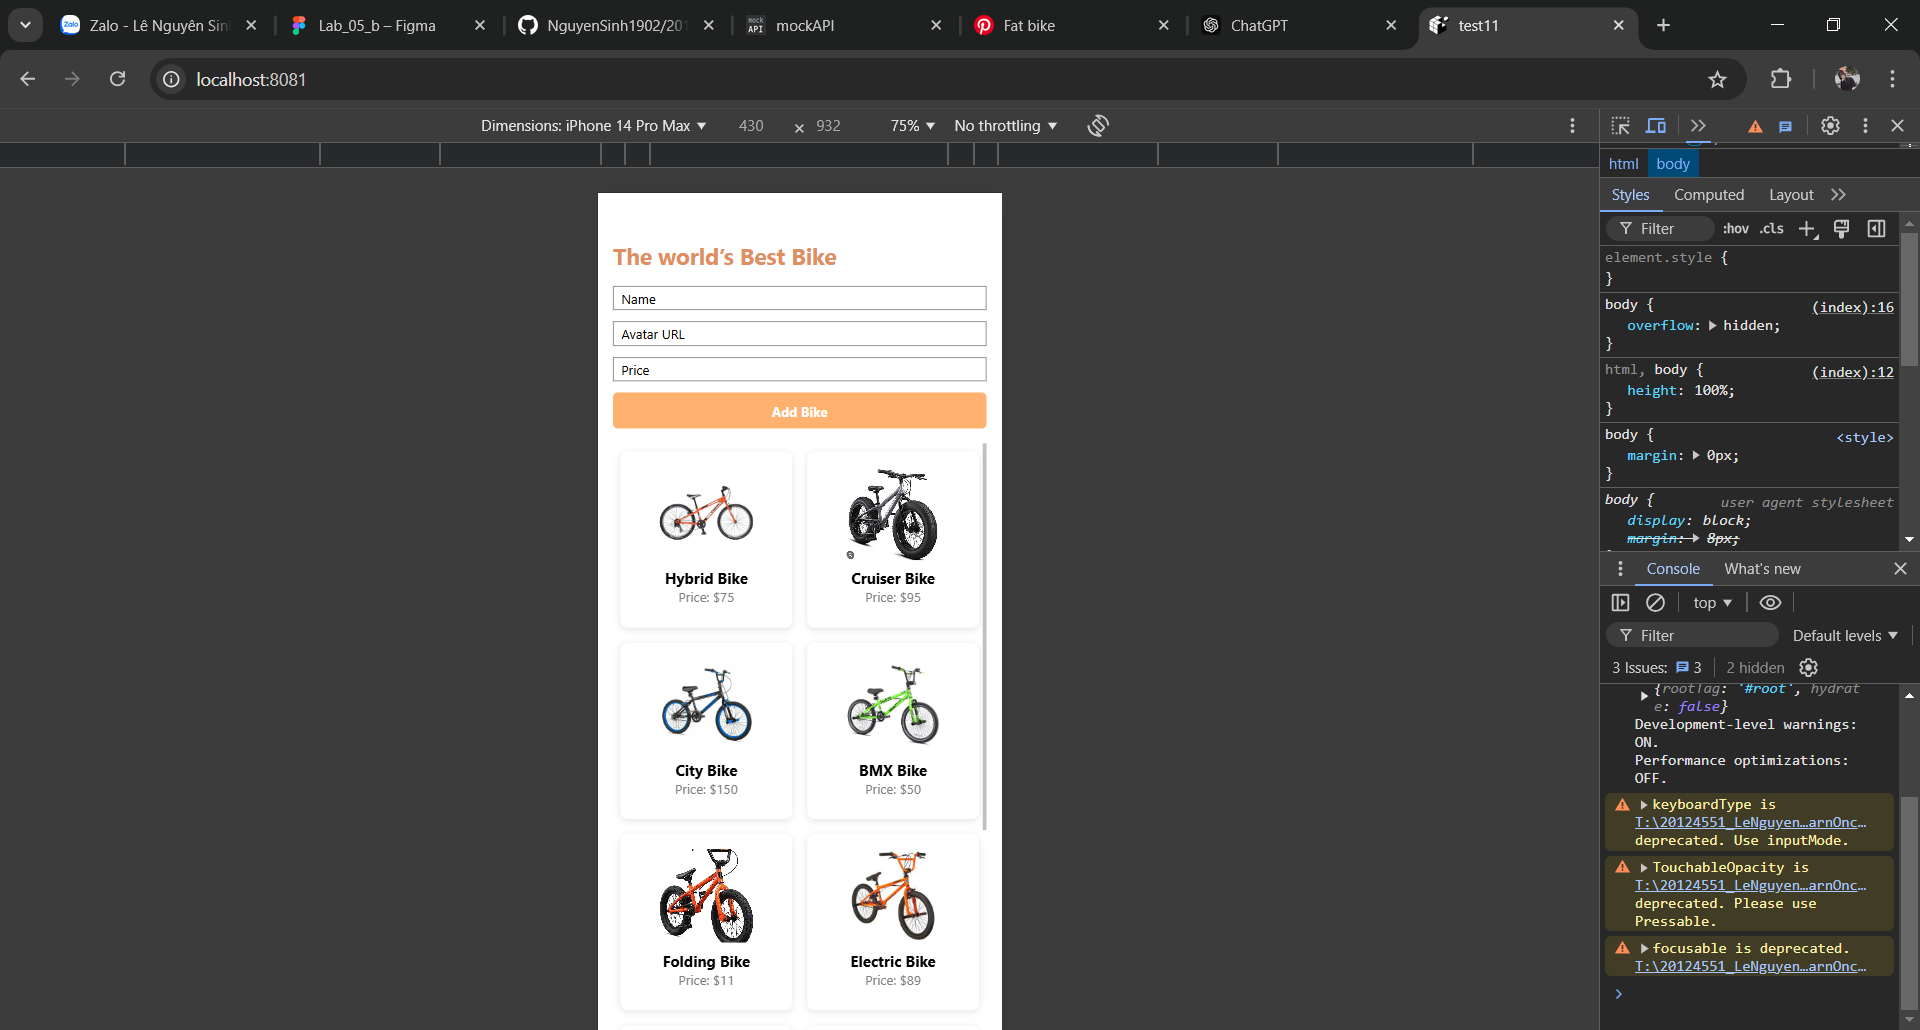 Zalo - Lê Nguyên Sin
Lab_05_b – Figma
NguyenSinh1902/201
mock
API
mockAPI
Fat bike
ChatGPT
test11
localhost:8081
Dimensions: iPhone 14 Pro Max
430
×
932
75%
No throttling
html
body
Styles
Computed
Layout
Filter
:hov
.cls
element.style {
}
body {
(index):16
overflow: hidden;
}
html, body {
(index):12
height: 100%;
}
body {
<style>
margin: 0px;
}
body {
user agent stylesheet
display: block;
margin: 8px;
Console
What's new
top
Filter
Default levels
3 Issues:
3
2 hidden
{rootTag: '#root', hydrat
e: false}
Development-level warnings:
ON.
Performance optimizations:
OFF.
keyboardType is
T:\20124551_LeNguyen…arnOnc…
deprecated. Use inputMode.
TouchableOpacity is
T:\20124551_LeNguyen…arnOnc…
deprecated. Please use
Pressable.
focusable is deprecated.
T:\20124551_LeNguyen…arnOnc…
The world’s Best Bike
Name
Avatar URL
Price
Add Bike
Hybrid Bike
Price: $75
Cruiser Bike
Price: $95
City Bike
Price: $150
BMX Bike
Price: $50
Folding Bike
Price: $11
Electric Bike
Price: $89